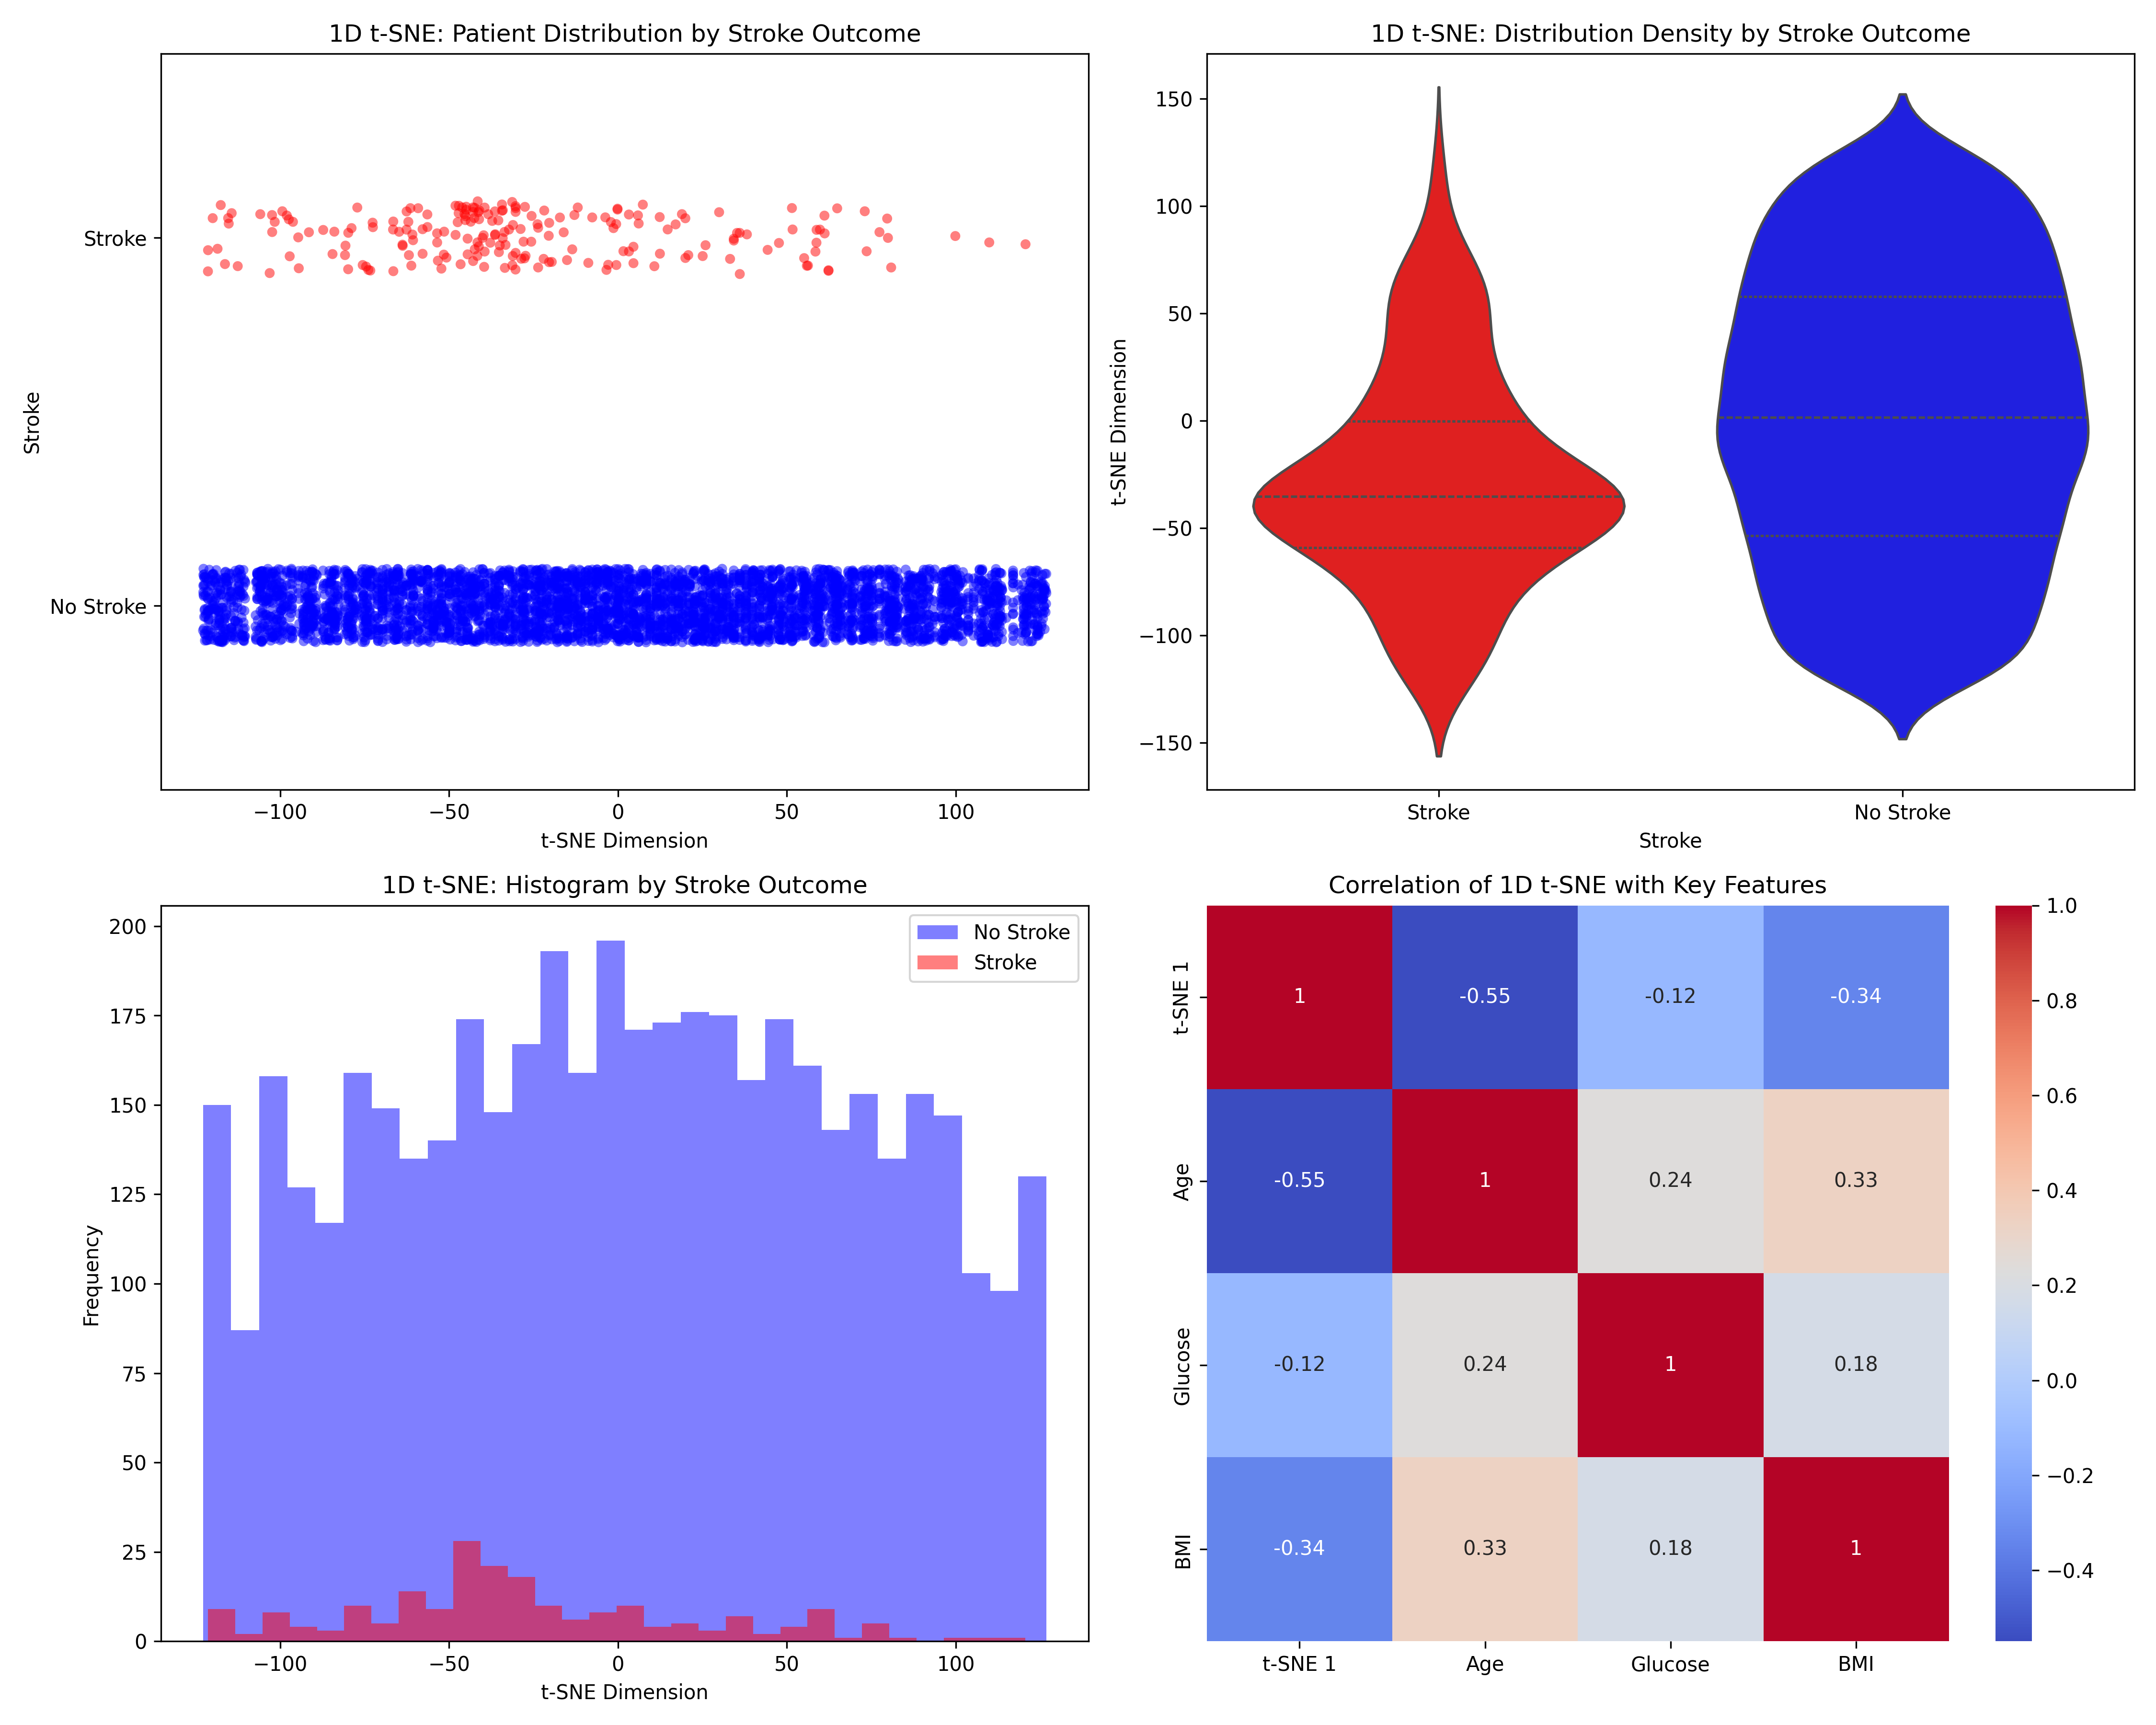 1D t-SNE: Patient Distribution by Stroke Outcome
Stroke
Stroke
No Stroke
−100 −50 0 50 100
t-SNE Dimension
1D t-SNE: Distribution Density by Stroke Outcome
t-SNE Dimension
150
100
50
0
−50
−100
−150
Stroke No Stroke
Stroke
1D t-SNE: Histogram by Stroke Outcome
No Stroke
Stroke
Frequency
200
175
150
125
100
75
50
25
0
−100 −50 0 50 100
t-SNE Dimension
Correlation of 1D t-SNE with Key Features
t-SNE 1 1 -0.55 -0.12 -0.34
Age -0.55 1 0.24 0.33
Glucose -0.12 0.24 1 0.18
BMI -0.34 0.33 0.18 1
t-SNE 1 Age Glucose BMI
1.0
0.8
0.6
0.4
0.2
0.0
−0.2
−0.4